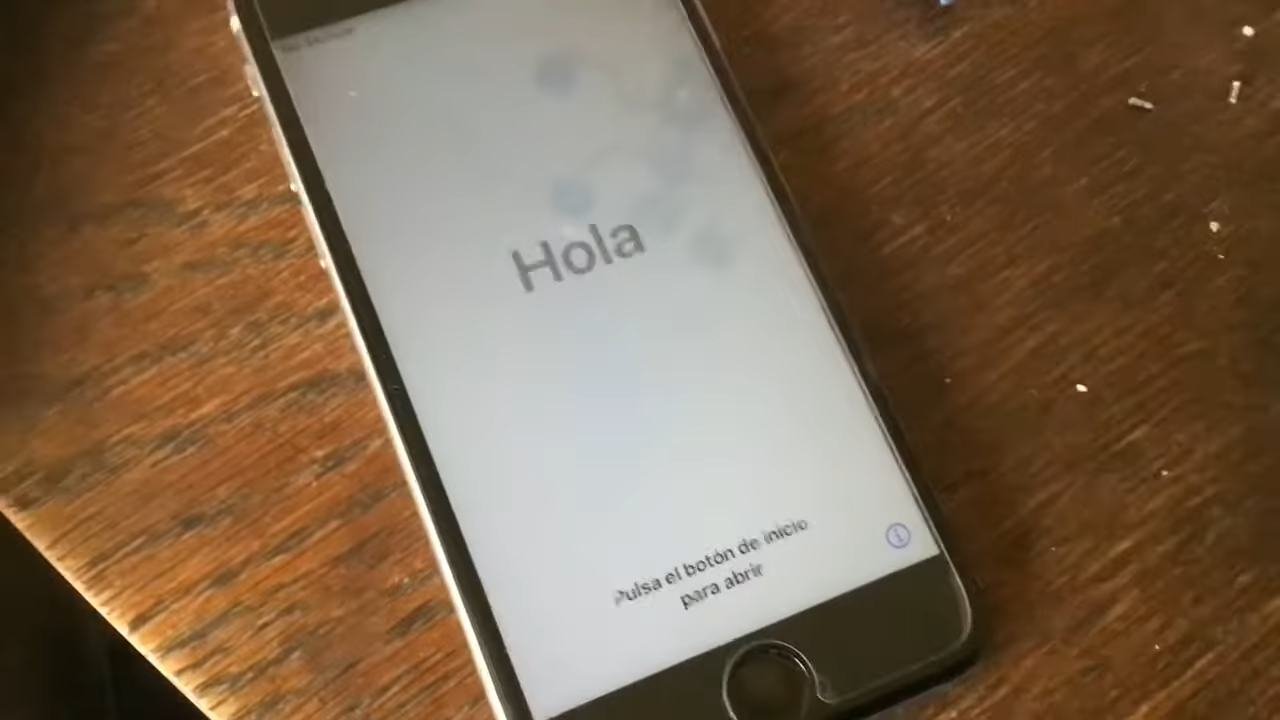 Hola
Pulsa el botón de inicio
para abrir